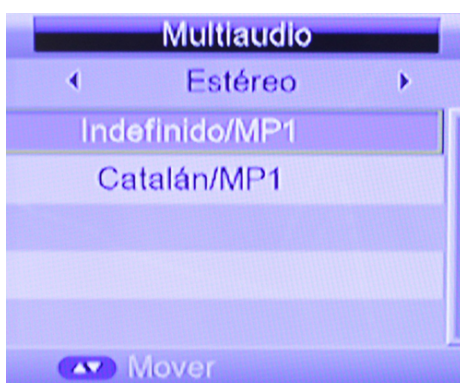 Multiaudio
Estéreo
Indefinido/MP1
Catalán/MP1
Mover